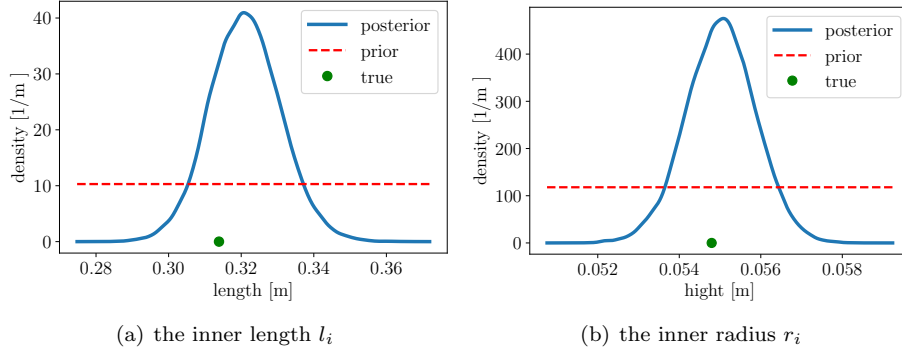 40
30
20
10
0
0.28 0.30 0.32 0.34 0.36
density [1/m ]
length [m]
posterior
prior
true
(a) the inner length l_i
400
300
200
100
0
0.052 0.054 0.056 0.058
density [1/m ]
hight [m]
posterior
prior
true
(b) the inner radius r_i